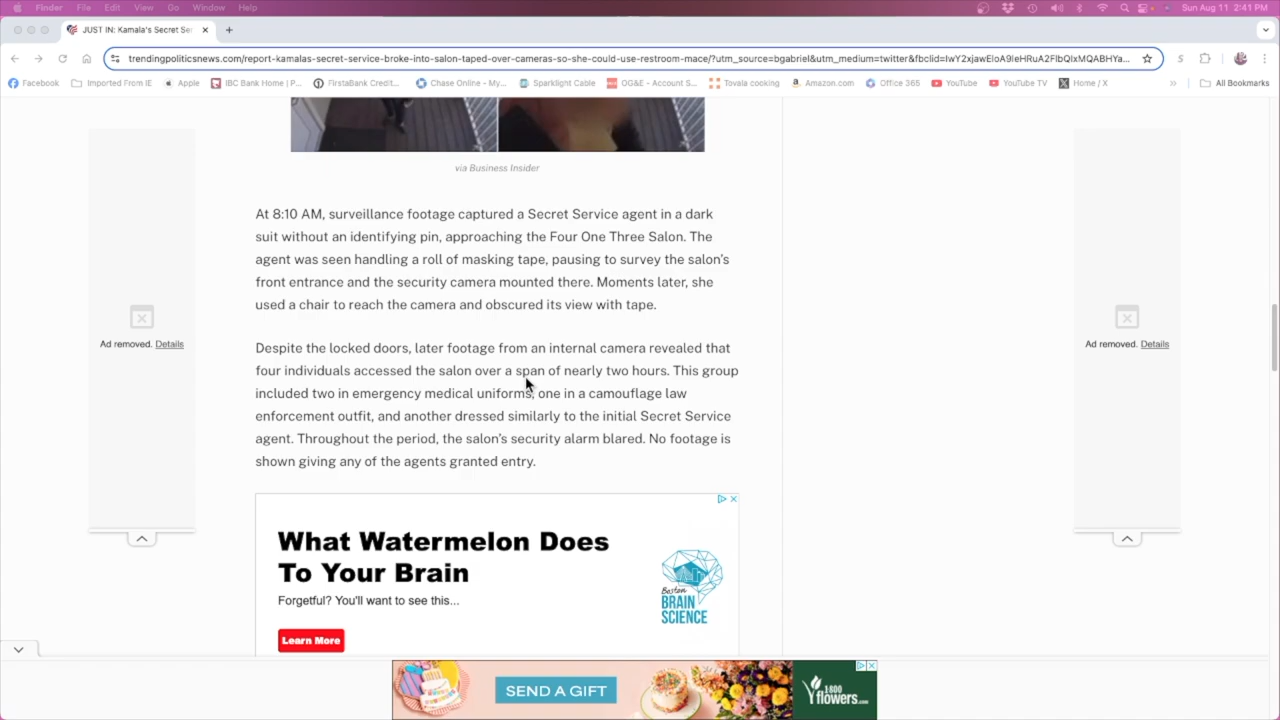 Finder File Edit View Go Window Help Sun Aug 11 2:41 PM
JUST IN: Kamala's Secret Se
trendingpoliticsnews.com/report-kamalas-secret-service-broke-into-salon-taped-over-cameras-so-she-could-use-restroom-mace/?utm_source=bgabriel&utm_medium=twitter&fbclid=IwY2xjawEloA9leHRuA2FlbQIxMQABHYa...
Facebook Imported From IE Apple IBC Bank Home | P... FirstaBank Credit... Chase Online - My... Sparklight Cable OG&E - Account S... Tovala cooking Amazon.com Office 365 YouTube YouTube TV Home / X » All Bookmarks
via Business Insider
At 8:10 AM, surveillance footage captured a Secret Service agent in a dark
suit without an identifying pin, approaching the Four One Three Salon. The
agent was seen handling a roll of masking tape, pausing to survey the salon's
front entrance and the security camera mounted there. Moments later, she
used a chair to reach the camera and obscured its view with tape.
Despite the locked doors, later footage from an internal camera revealed that
four individuals accessed the salon over a span of nearly two hours. This group
included two in emergency medical uniforms, one in a camouflage law
enforcement outfit, and another dressed similarly to the initial Secret Service
agent. Throughout the period, the salon's security alarm blared. No footage is
shown giving any of the agents granted entry.
Ad removed. Details
Ad removed. Details
What Watermelon Does
To Your Brain
Forgetful? You'll want to see this...
Learn More
Boston
BRAIN
SCIENCE
SEND A GIFT
1800
flowers.com